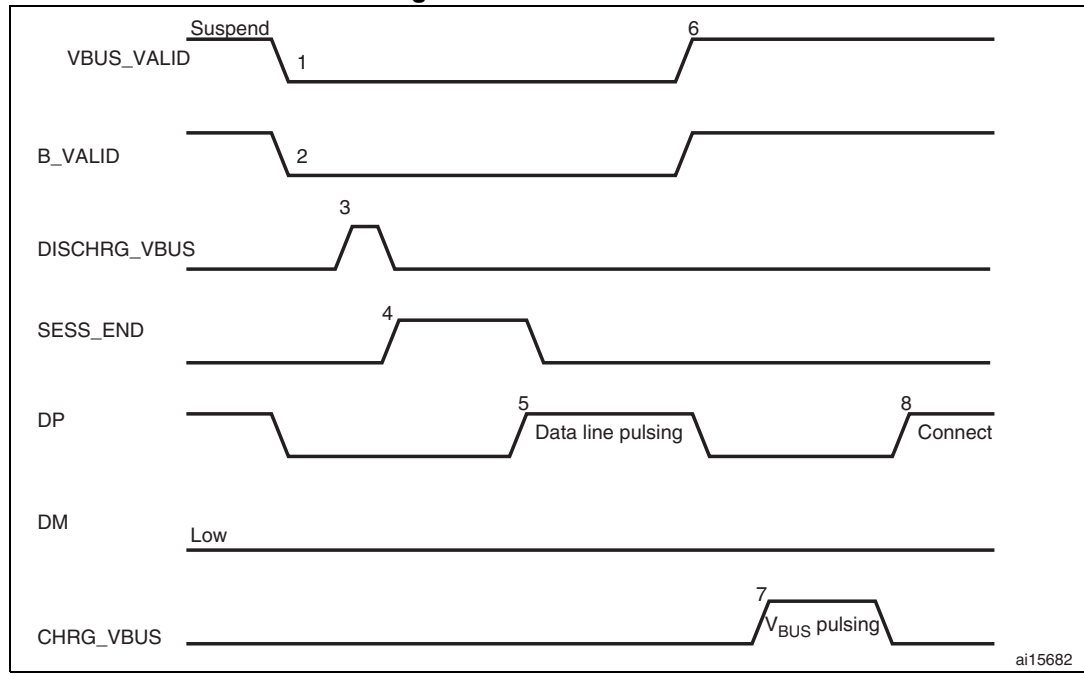 Suspend
6
VBUS_VALID
1
B_VALID
2
3
DISCHRG_VBUS
4
SESS_END
5
8
DP
Data line pulsing
Connect
DM
Low
7
CHRG_VBUS
VBUS pulsing
ai15682